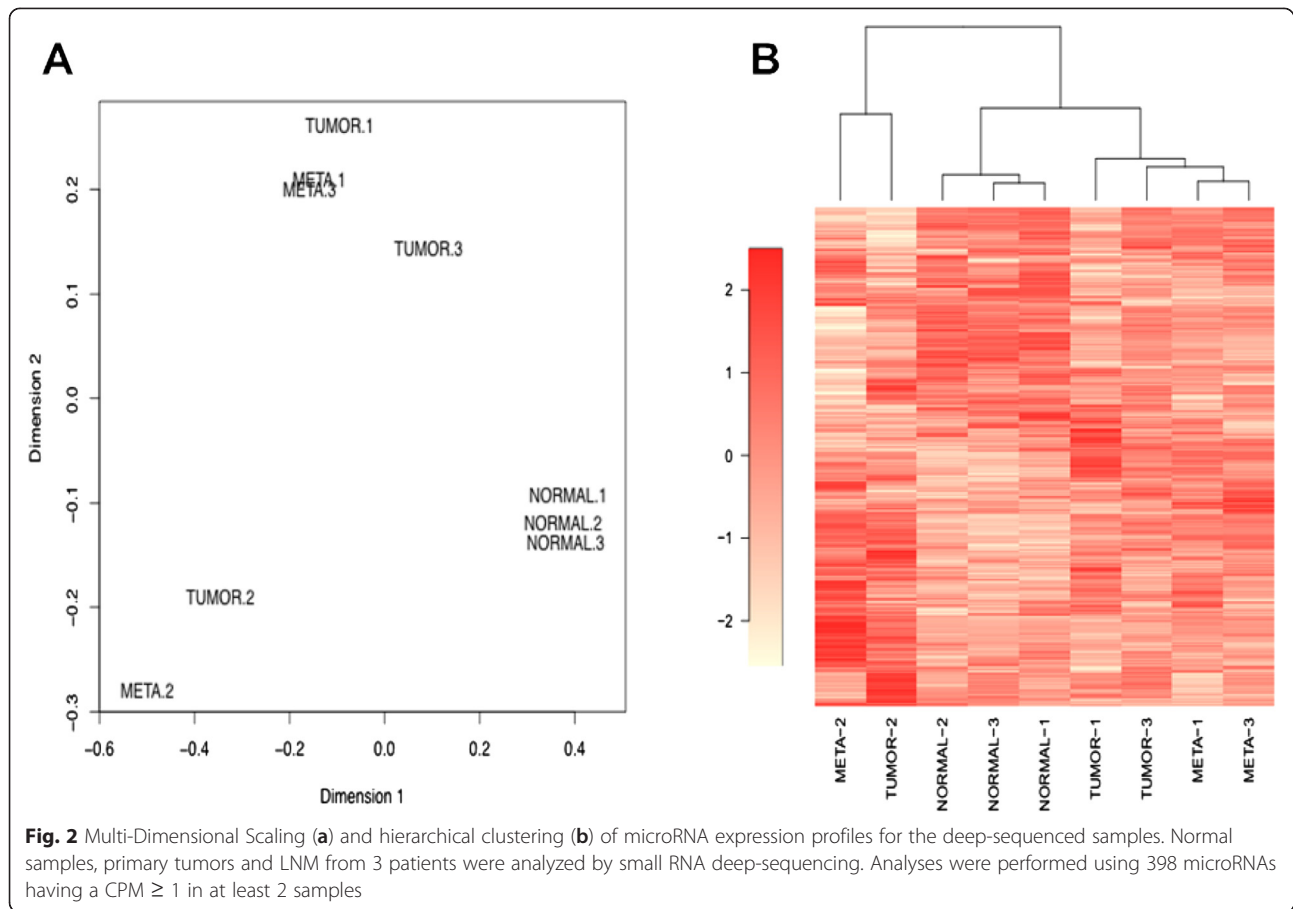 A
B
TUMOR.1
META.1
META.3
TUMOR.3
NORMAL.1
NORMAL.2
NORMAL.3
TUMOR.2
META.2
0.2
0.1
0.0
−0.1
−0.2
−0.3
Dimension 2
−0.6
−0.4
−0.2
0.0
0.2
0.4
Dimension 1
2
1
0
−1
−2
META−2
TUMOR−2
NORMAL−2
NORMAL−3
NORMAL−1
TUMOR−1
TUMOR−3
META−1
META−3
Fig. 2 Multi-Dimensional Scaling (a) and hierarchical clustering (b) of microRNA expression profiles for the deep-sequenced samples. Normal
samples, primary tumors and LNM from 3 patients were analyzed by small RNA deep-sequencing. Analyses were performed using 398 microRNAs
having a CPM ≥ 1 in at least 2 samples